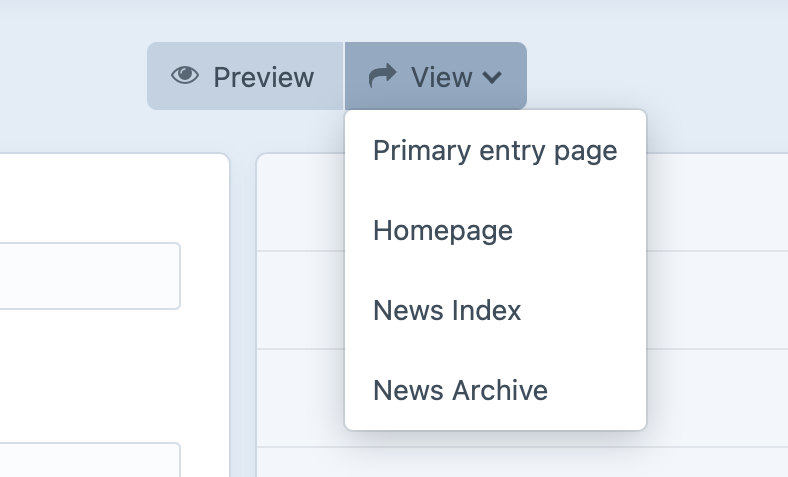 Preview
View
Primary entry page
Homepage
News Index
News Archive